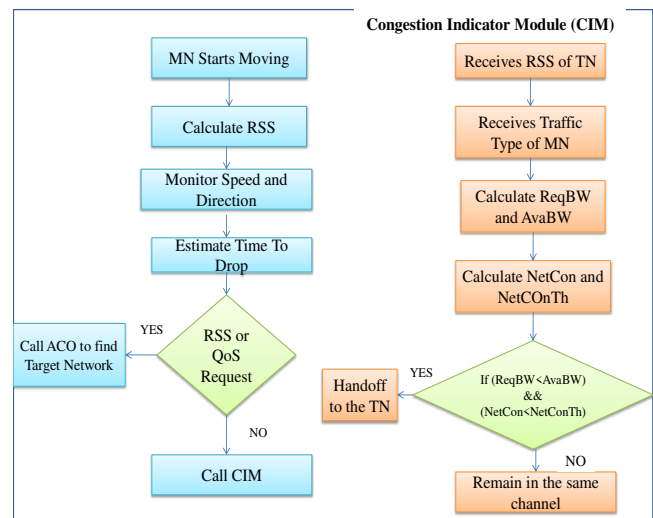 Congestion Indicator Module (CIM)
MN Starts Moving
Calculate RSS
Monitor Speed and
Direction
Estimate Time To
Drop
RSS or
QoS
Request
YES
Call ACO to find
Target Network
NO
Call CIM
Receives RSS of TN
Receives Traffic
Type of MN
Calculate ReqBW
and AvaBW
Calculate NetCon and
NetCOnTh
If (ReqBW<AvaBW)
&&
(NetCon<NetConTh)
YES
Handoff
to the TN
NO
Remain in the same
channel